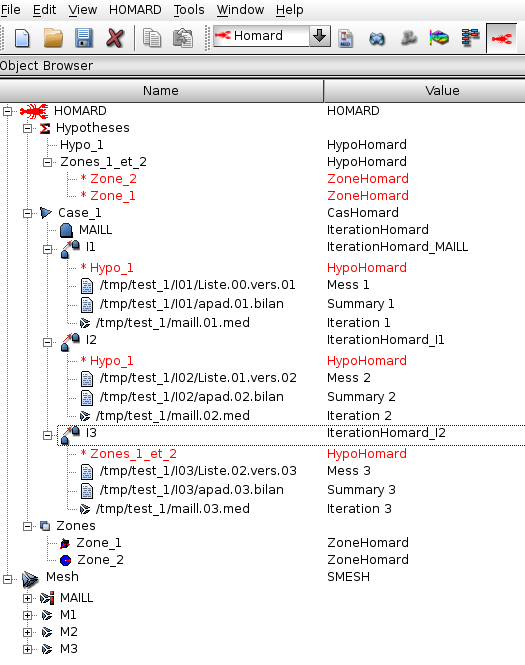 File Edit View HOMARD Tools Window Help
Homard
Object Browser
Name Value
HOMARD HOMARD
Hypotheses
Hypo_1 HypoHomard
Zones_1_et_2 HypoHomard
* Zone_2 ZoneHomard
* Zone_1 ZoneHomard
Case_1 CasHomard
MAILL IterationHomard
I1 IterationHomard_MAILL
* Hypo_1 HypoHomard
/tmp/test_1/I01/Liste.00.vers.01 Mess 1
/tmp/test_1/I01/apad.01.bilan Summary 1
/tmp/test_1/maill.01.med Iteration 1
I2 IterationHomard_I1
* Hypo_1 HypoHomard
/tmp/test_1/I02/Liste.01.vers.02 Mess 2
/tmp/test_1/I02/apad.02.bilan Summary 2
/tmp/test_1/maill.02.med Iteration 2
I3 IterationHomard_I2
* Zones_1_et_2 HypoHomard
/tmp/test_1/I03/Liste.02.vers.03 Mess 3
/tmp/test_1/I03/apad.03.bilan Summary 3
/tmp/test_1/maill.03.med Iteration 3
Zones
Zone_1 ZoneHomard
Zone_2 ZoneHomard
Mesh SMESH
MAILL
M1
M2
M3